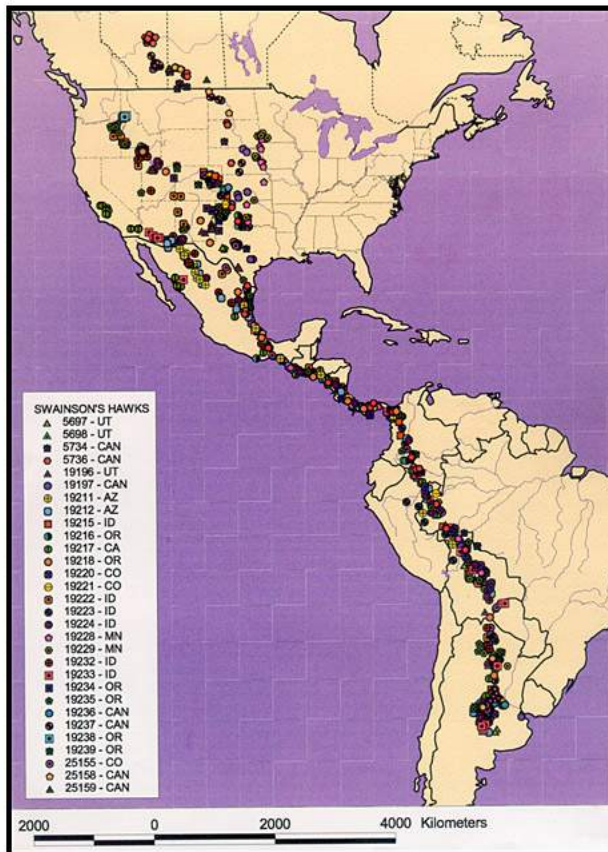 SWAINSON'S HAWKS
5697 - UT
5698 - UT
5734 - CAN
5736 - CAN
19196 - UT
19197 - CAN
19211 - AZ
19212 - AZ
19215 - ID
19216 - OR
19217 - CA
19218 - OR
19220 - CO
19221 - CO
19222 - ID
19223 - ID
19224 - ID
19228 - MN
19229 - MN
19232 - ID
19233 - ID
19234 - OR
19235 - OR
19236 - CAN
19237 - CAN
19238 - OR
19239 - OR
25155 - CO
25158 - CAN
25159 - CAN
2000 0 2000 4000 Kilometers